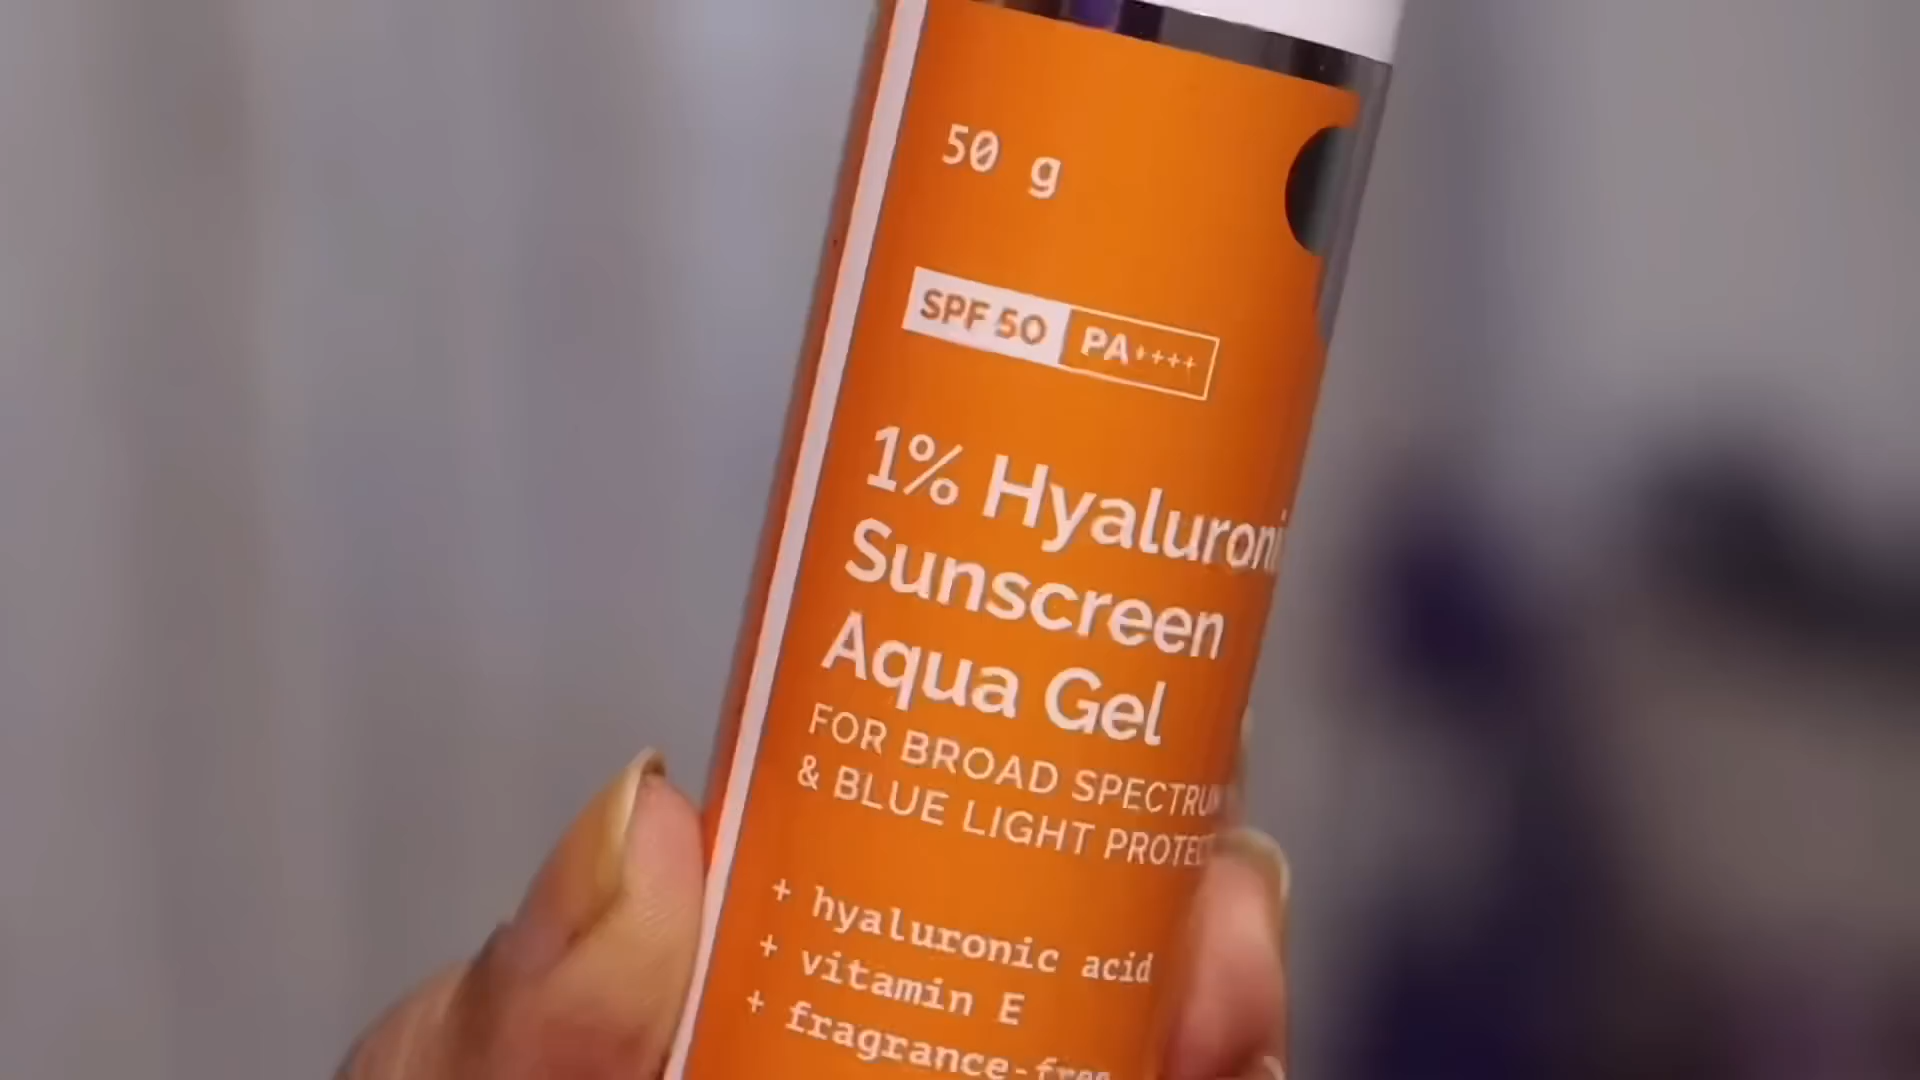 50 g
SPF 50 PA++++
1% Hyaluroni
Sunscreen
Aqua Gel
FOR BROAD SPECTRUM
& BLUE LIGHT PROTEC
+ hyaluronic acid
+ vitamin E
+ fragrance-free